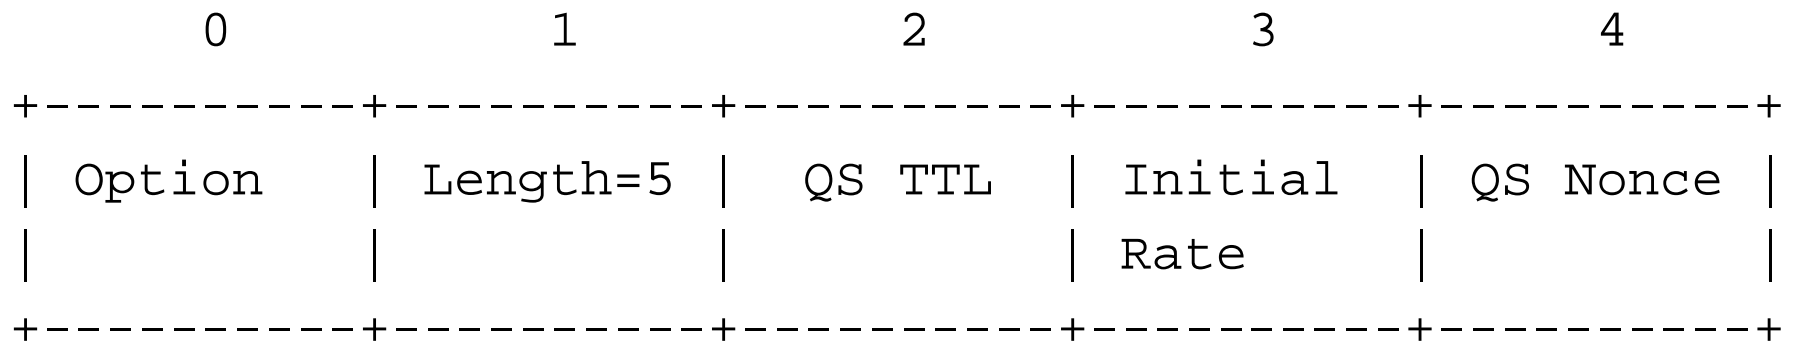 0 1 2 3 4
+-----------+-----------+-----------+-----------+-----------+
| Option | Length=5 | QS TTL | Initial | QS Nonce |
| | | | Rate | |
+-----------+-----------+-----------+-----------+-----------+